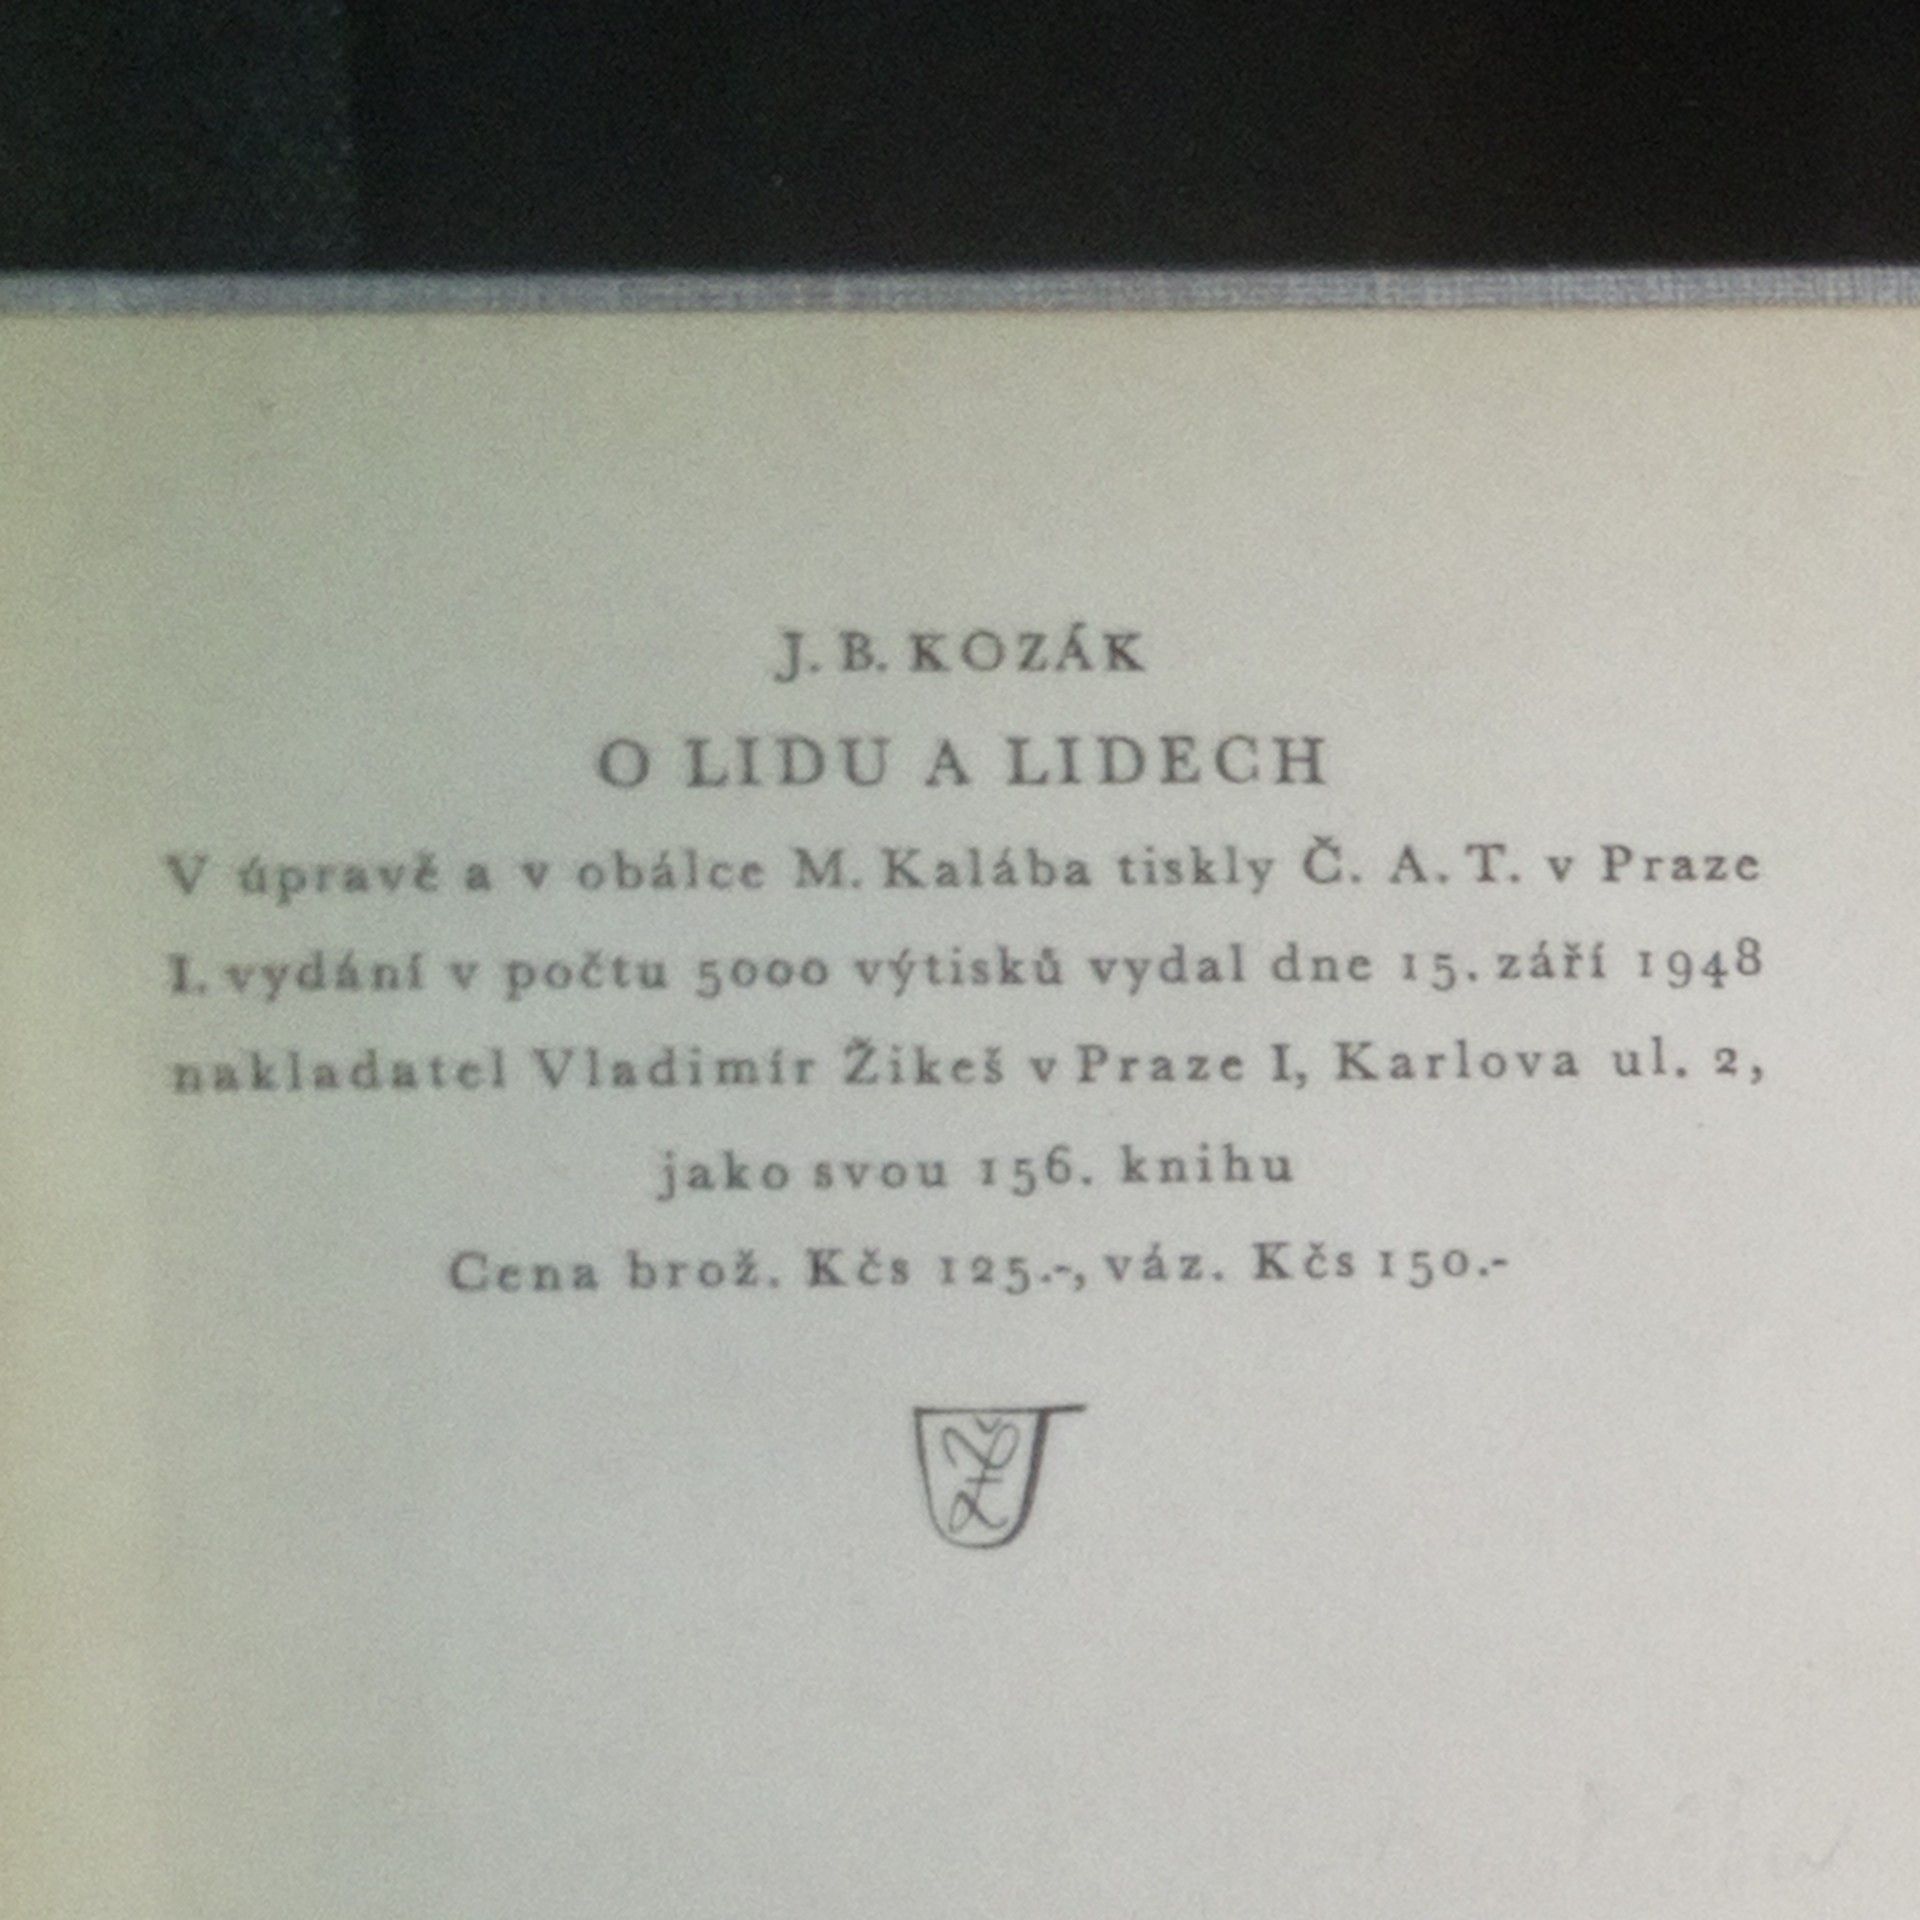 J. B. KOZÁK
O LIDU A LIDECH
V úpravě a v obálce M. Kalába tiskly Č. A. T. v Praze
I. vydání v počtu 5000 výtisků vydal dne 15. září 1948
nakladatel Vladimír Žikeš v Praze I, Karlova ul. 2,
jako svou 156. knihu
Cena brož. Kčs 125.-, váz. Kčs 150.-